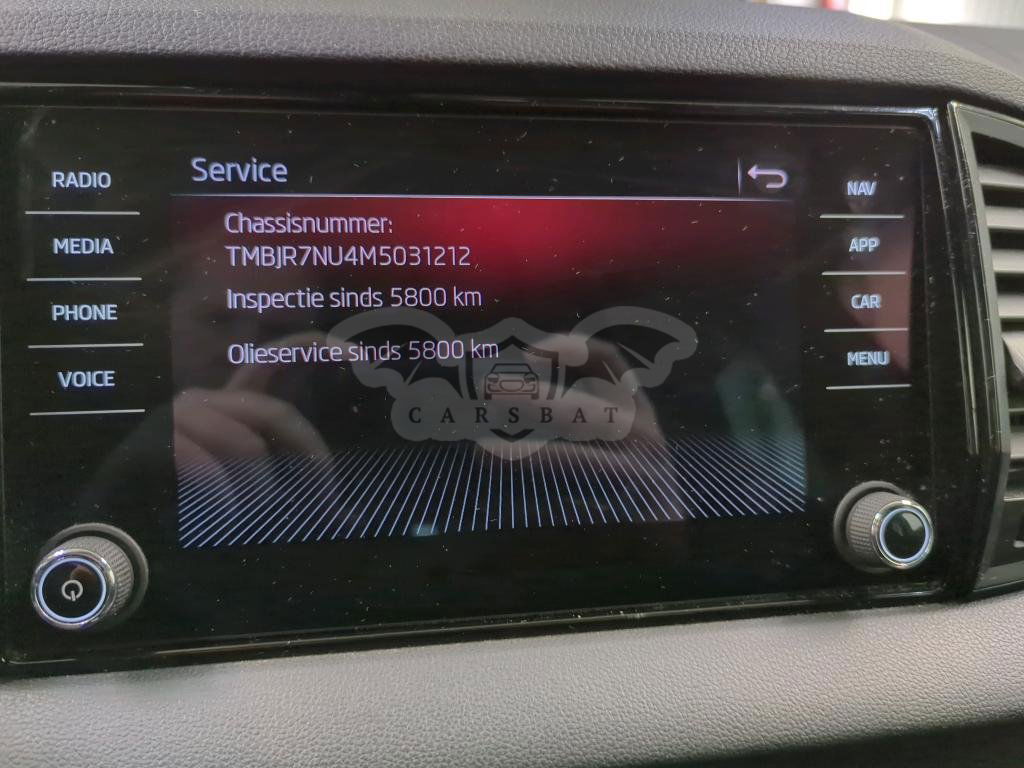 Service
RADIO
MEDIA
PHONE
VOICE
Chassisnummer:
TMBJR7NU4M5031212
Inspectie sinds 5800 km
Olieservice sinds 5800 km
CARSBAT
NAV
APP
CAR
MENU